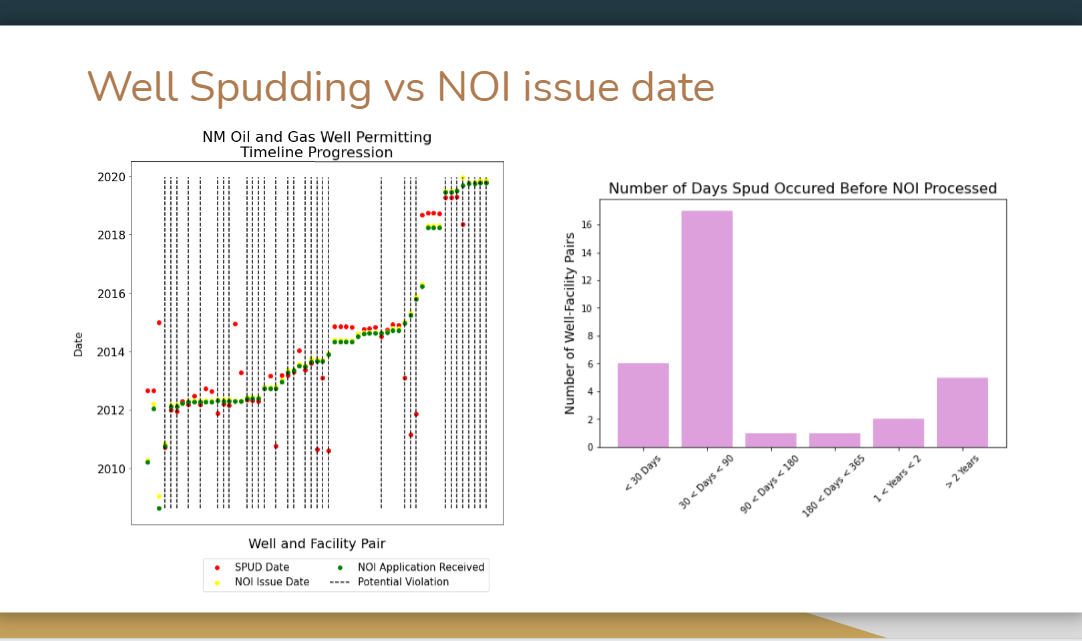 Well Spudding vs NOI issue date
NM Oil and Gas Well Permitting
Timeline Progression
2020
2018
2016
2014
2012
2010
Date
Well and Facility Pair
SPUD Date
NOI Issue Date
NOI Application Received
Potential Violation
Number of Days Spud Occured Before NOI Processed
16
14
12
10
8
6
4
2
0
Number of Well-Facility Pairs
< 30 Days
30 < Days < 90
90 < Days < 180
180 < Days < 365
1 < Years < 2
> 2 Years